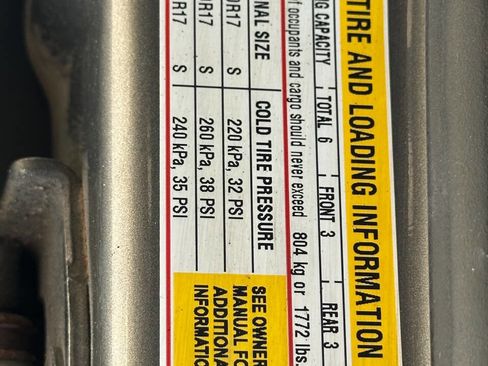 TIRE AND LOADING INFORMATION
CAPACITY TOTAL 6 FRONT 3 REAR 3
of occupants and cargo should never exceed 804 kg or 1772 lbs.
SIZE COLD TIRE PRESSURE
R17 S 220 kPa, 32 PSI
R17 S 260 kPa, 38 PSI
R17 S 240 kPa, 35 PSI
SEE OWNER
MANUAL FO
ADDITIONA
INFORMATIO